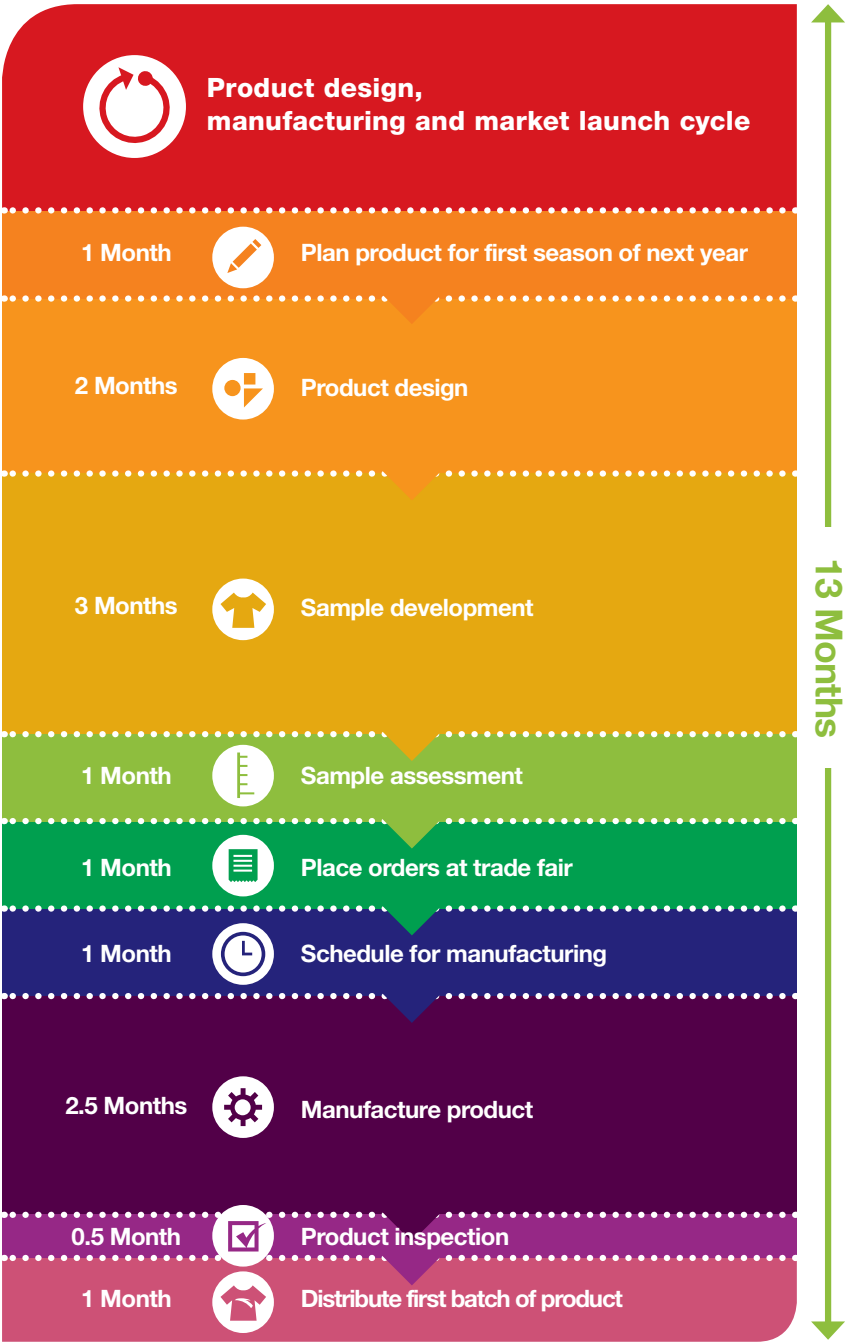 Product design,
manufacturing and market launch cycle
1 Month Plan product for first season of next year
2 Months Product design
3 Months Sample development
1 Month Sample assessment
1 Month Place orders at trade fair
1 Month Schedule for manufacturing
2.5 Months Manufacture product
0.5 Month Product inspection
1 Month Distribute first batch of product
13 Months